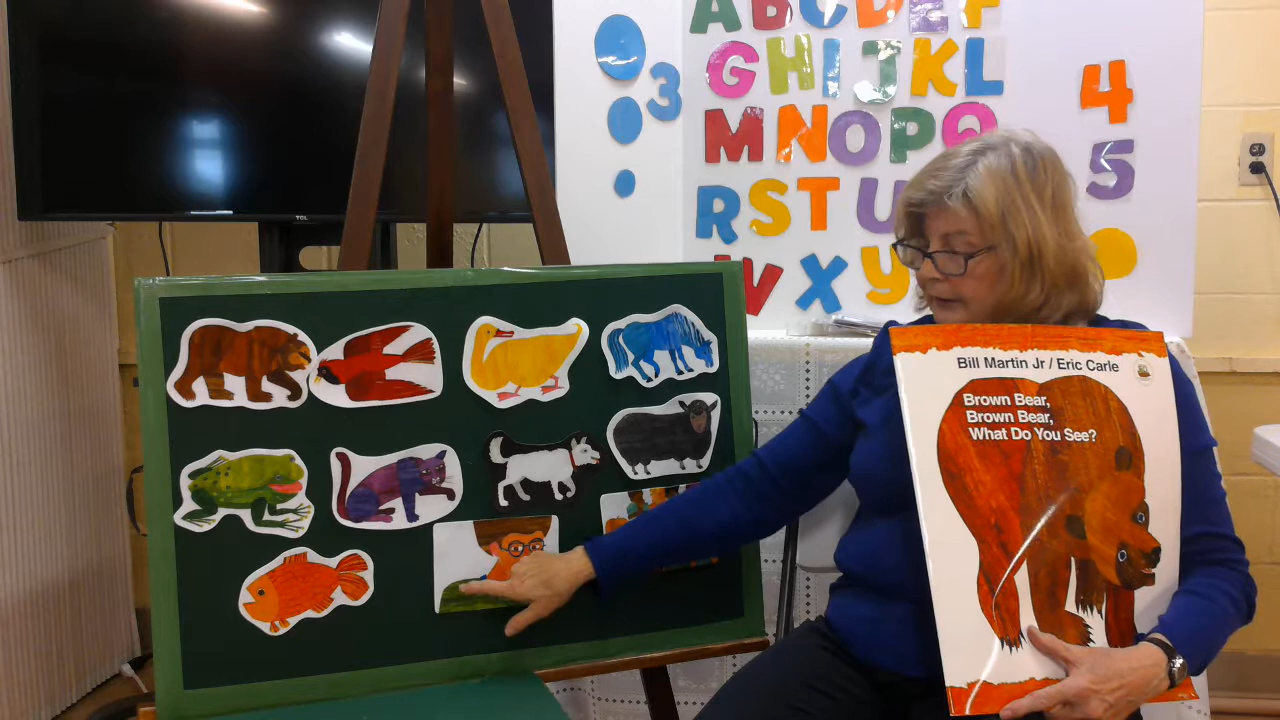 ABCDEF
GHIJKL
MNOPQ
RSTU
WXY
3
4
5
TCL
Bill Martin Jr / Eric Carle
Brown Bear,
Brown Bear,
What Do You See?